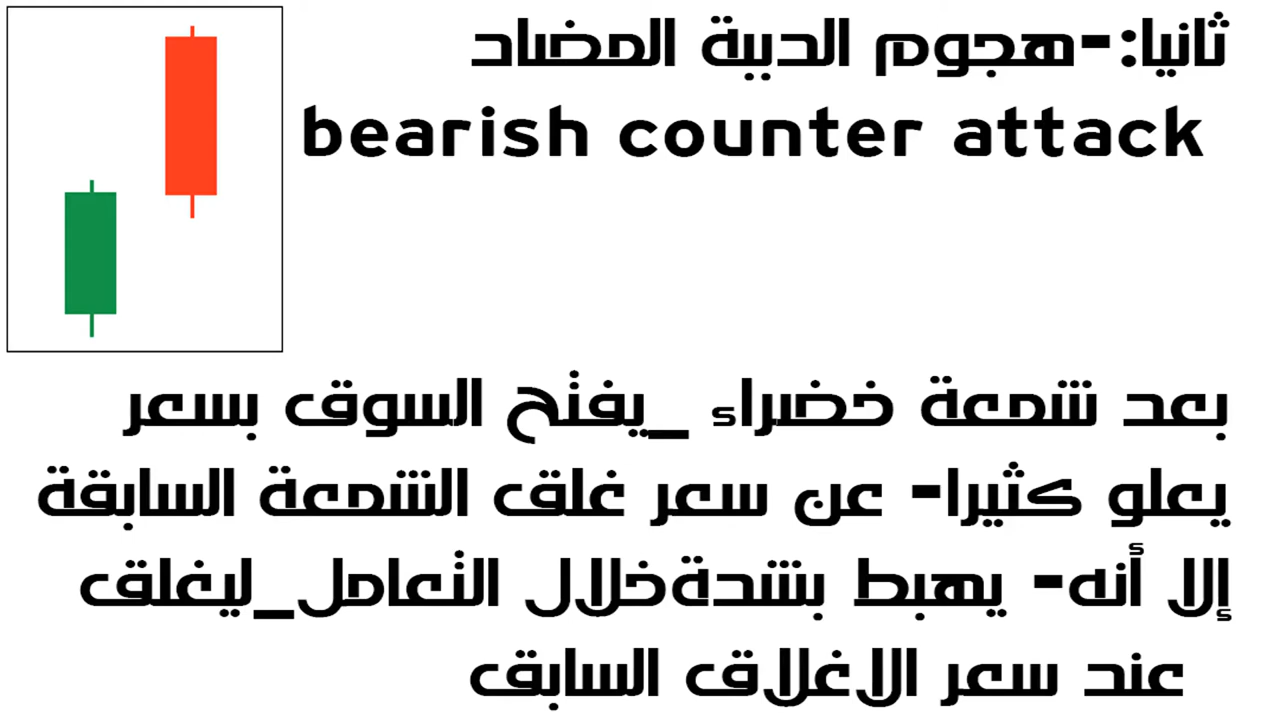 ثانيا:-هجوم الدببة المضاد
bearish counter attack
بعد شمعة خضراء _يفتح السوق بسعر
يعلو كثيرا- عن سعر غلق الشمعة السابقة
إلا أنه- يهبط بشدةخلال التعامل_ليغلق
عند سعر الاغلاق السابق